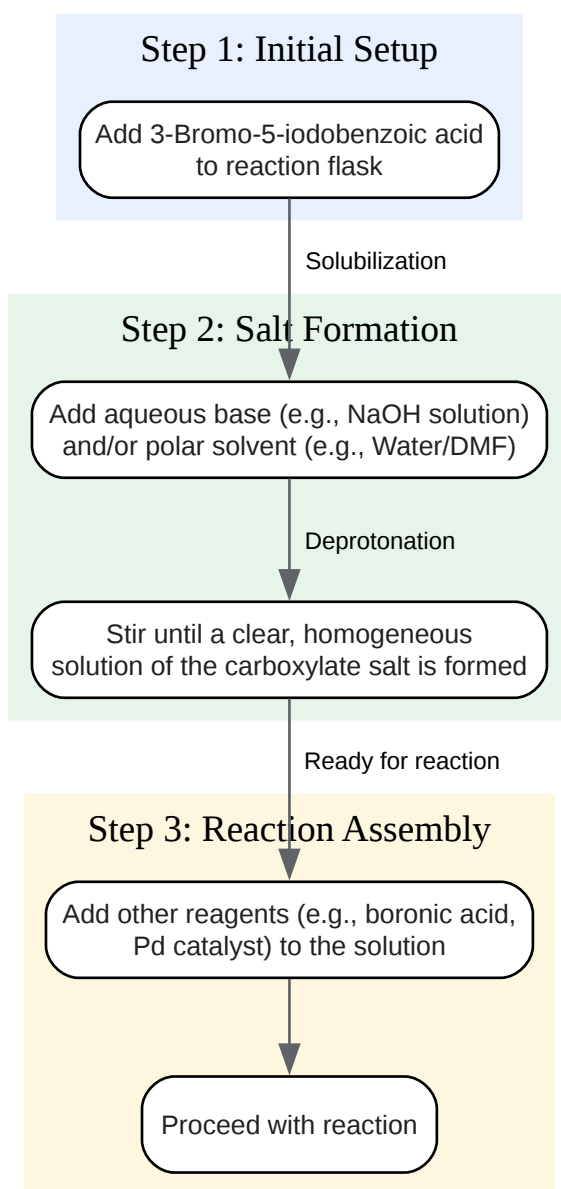 Step 1: Initial Setup
Add 3-Bromo-5-iodobenzoic acid
to reaction flask
Solubilization
Step 2: Salt Formation
Add aqueous base (e.g., NaOH solution)
and/or polar solvent (e.g., Water/DMF)
Deprotonation
Stir until a clear, homogeneous
solution of the carboxylate salt is formed
Ready for reaction
Step 3: Reaction Assembly
Add other reagents (e.g., boronic acid,
Pd catalyst) to the solution
Proceed with reaction